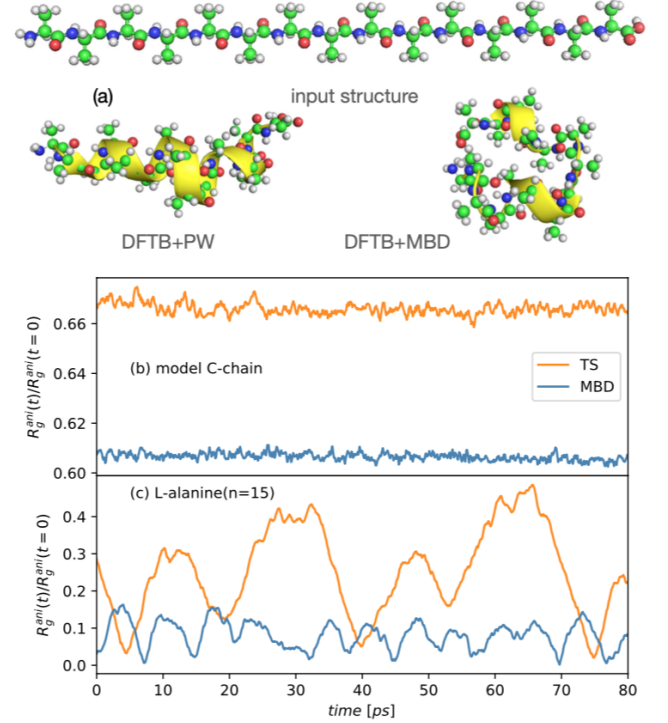 (a)
input structure
DFTB+PW
DFTB+MBD
R_g^{ani}(t)/R_g^{ani}(t = 0)
0.66
0.64
0.62
0.60
(b) model C-chain
TS
MBD
R_g^{ani}(t)/R_g^{ani}(t = 0)
0.4
0.3
0.2
0.1
0.0
(c) L-alanine(n=15)
0 10 20 30 40 50 60 70 80
time [ps]